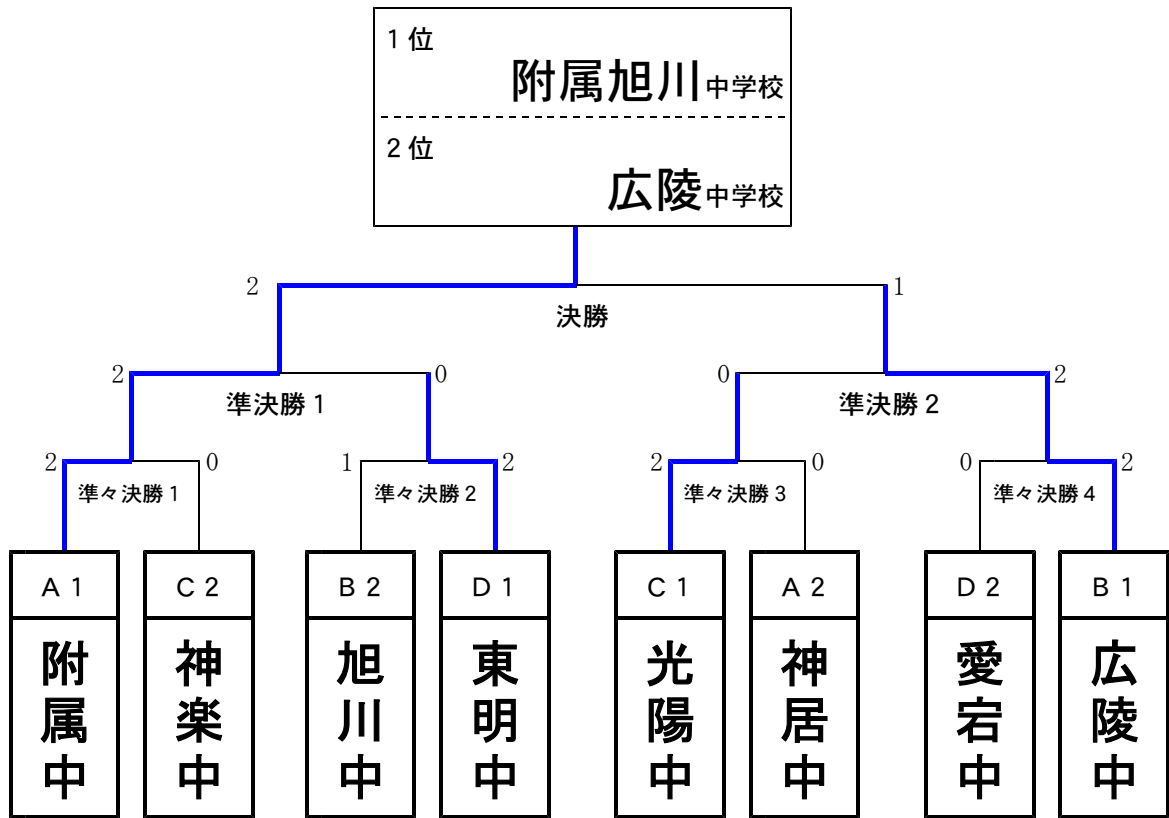 １位
附属旭川中学校
２位
広陵中学校
2 1
決勝
2 0 0 2
準決勝１ 準決勝２
2 0 1 2 2 0 0 2
準々決勝１ 準々決勝２ 準々決勝３ 準々決勝４
Ａ１ Ｃ２ Ｂ２ Ｄ１ Ｃ１ Ａ２ Ｄ２ Ｂ１
附属中 神楽中 旭川中 東明中 光陽中 神居中 愛宕中 広陵中